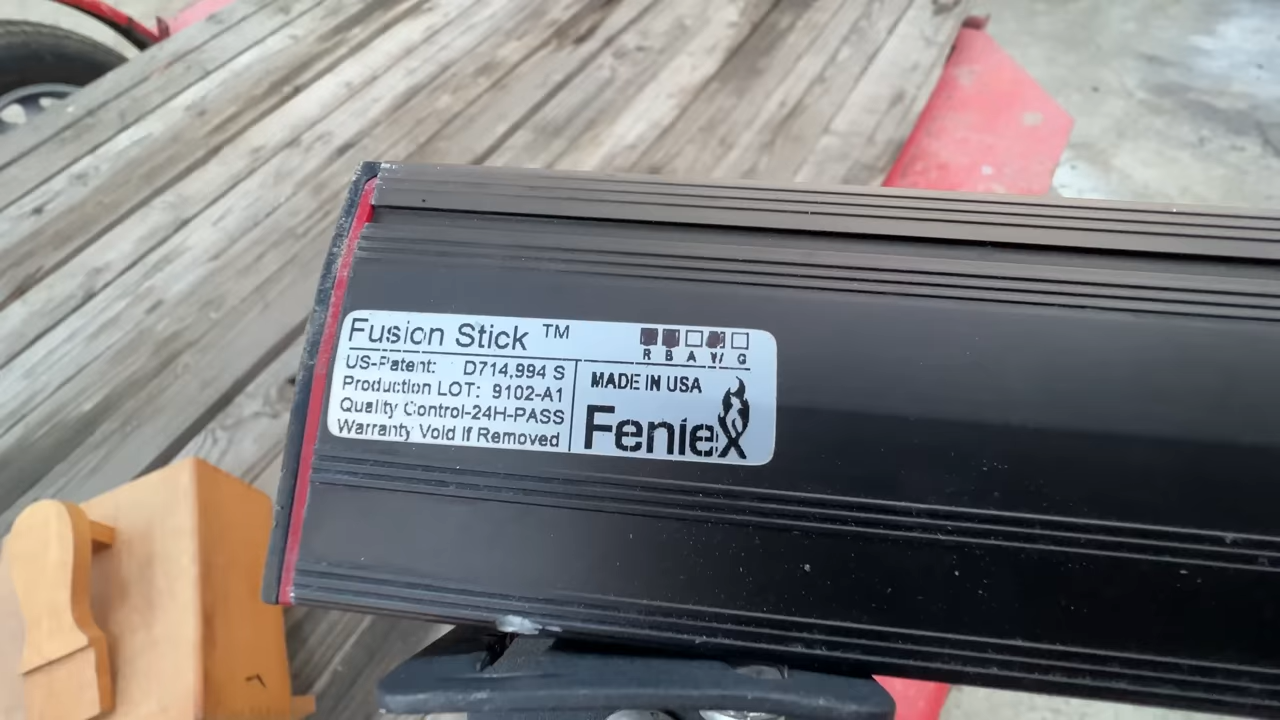 Fusion Stick ™
R B A W G
US-Patent: D714,994 S
Production LOT: 9102-A1
Quality Control-24H-PASS
Warranty Void If Removed
MADE IN USA
Feniex